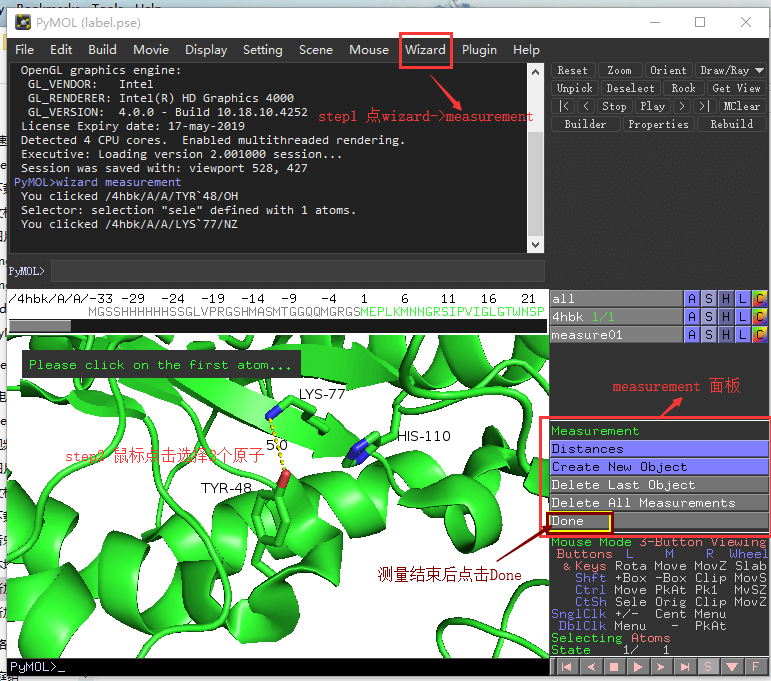 PyMOL (label.pse)
File Edit Build Movie Display Setting Scene Mouse Wizard Plugin Help
OpenGL graphics engine:
GL_VENDOR: Intel
GL_RENDERER: Intel(R) HD Graphics 4000
GL_VERSION: 4.0.0 - Build 10.18.10.4252
License Expiry date: 17-may-2019
Detected 4 CPU cores. Enabled multithreaded rendering.
Executive: Loading version 2.001000 session...
Session was saved with: viewport 528, 427
PyMOL>wizard measurement
You clicked /4hbk/A/A/TYR`48/OH
Selector: selection "sele" defined with 1 atoms.
You clicked /4hbk/A/A/LYS`77/NZ
step1 点wizard->measurement
PyMOL>
Reset Zoom Orient Draw/Ray
Unpick Deselect Rock Get View
|< < Stop Play > >| MClear
Builder Properties Rebuild
/4hbk/A/A/-33 -29 -24 -19 -14 -9 -4 1 6 11 16 21
MGSSHHHHHHSSGLVPRGSHMASMTGGQQMGRGSMEPLKMNNGRSIPVIGLGTWNSP
all A S H L C
4hbk 1/1 A S H L C
measure01 A S H L C
Please click on the first atom...
LYS-77
HIS-110
5.0
step2 鼠标点击选择2个原子
TYR-48
测量结束后点击Done
measurement 面板
Measurement
Distances
Create New Object
Delete Last Object
Delete All Measurements
Done
Mouse Mode 3-Button Viewing
Buttons L M R Wheel
& Keys Rota Move MovZ Slab
Shft +Box -Box Clip MovS
Ctrl Move PkAt Pk1 MvSZ
CtSh Sele Orig Clip MovZ
SnglClk +/- Cent Menu
DblClk Menu - PkAt
Selecting Atoms
State 1/ 1
PyMOL>_
S F